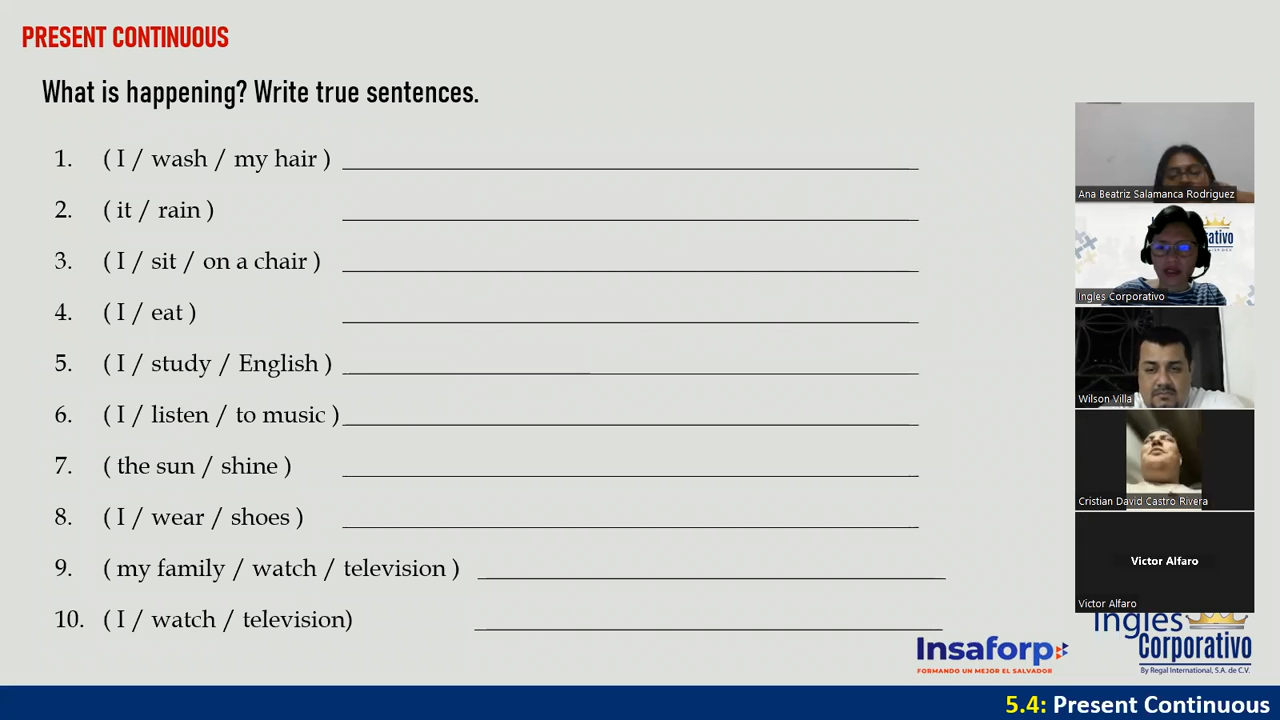 PRESENT CONTINUOUS
What is happening? Write true sentences.
1. ( I / wash / my hair )
2. ( it / rain )
3. ( I / sit / on a chair )
4. ( I / eat )
5. ( I / study / English )
6. ( I / listen / to music )
7. ( the sun / shine )
8. ( I / wear / shoes )
9. ( my family / watch / television )
10. ( I / watch / television)
Ana Beatriz Salamanca Rodriguez
rativo
Ingles Corporativo
Wilson Villa
Cristian David Castro Rivera
Victor Alfaro
Victor Alfaro
Insaforp
FORMANDO UN MEJOR EL SALVADOR
Ingles
Corporativo
By Regal International, S.A. de C.V.
5.4: Present Continuous